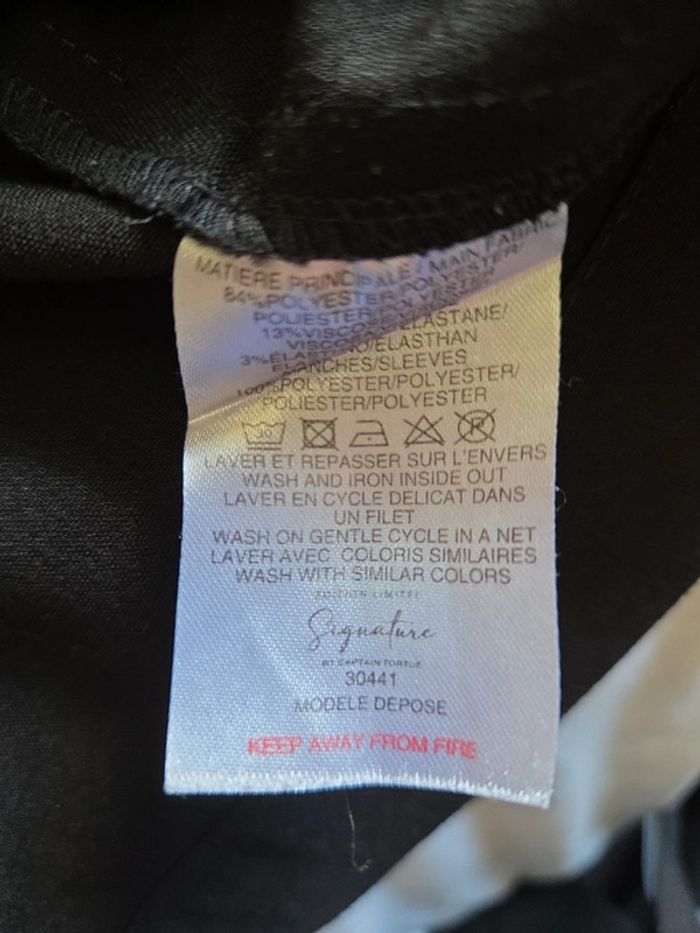 MATIERE PRINCIPALE / MAIN FABRIC
84%POLYESTER/POLYESTER/
POLIESTER/POLYESTER
13%VISCOSE/ELASTANE/
3%ELASTANO/ELASTHAN
MANCHES/SLEEVES
100%POLYESTER/POLYESTER/
POLIESTER/POLYESTER
LAVER ET REPASSER SUR L'ENVERS
WASH AND IRON INSIDE OUT
LAVER EN CYCLE DELICAT DANS
UN FILET
WASH ON GENTLE CYCLE IN A NET
LAVER AVEC COLORIS SIMILAIRES
WASH WITH SIMILAR COLORS
EDITION LIMITEE
Signature
BY CAPTAIN TORTUE
30441
MODELE DEPOSE
KEEP AWAY FROM FIRE